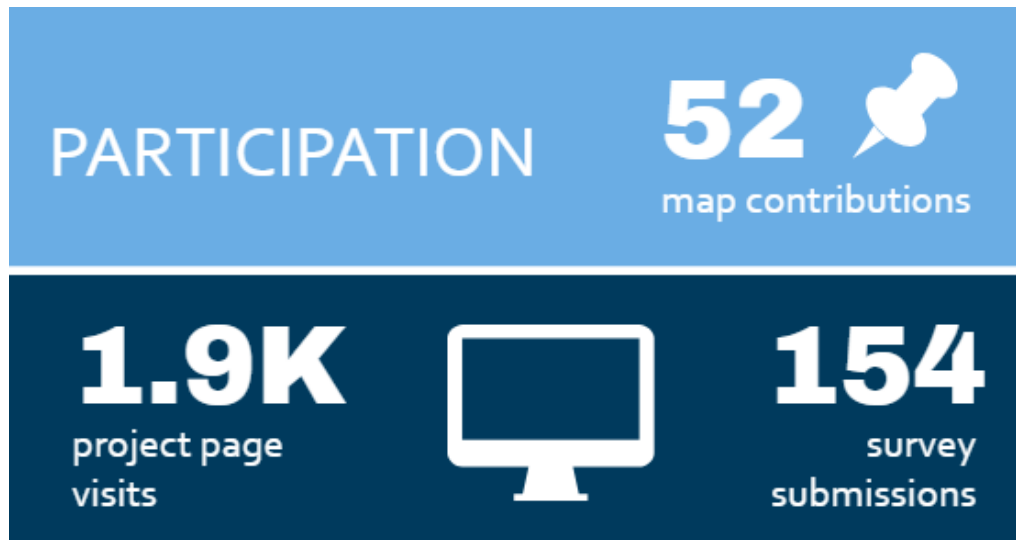 PARTICIPATION
52
map contributions
1.9K
project page
visits
154
survey
submissions